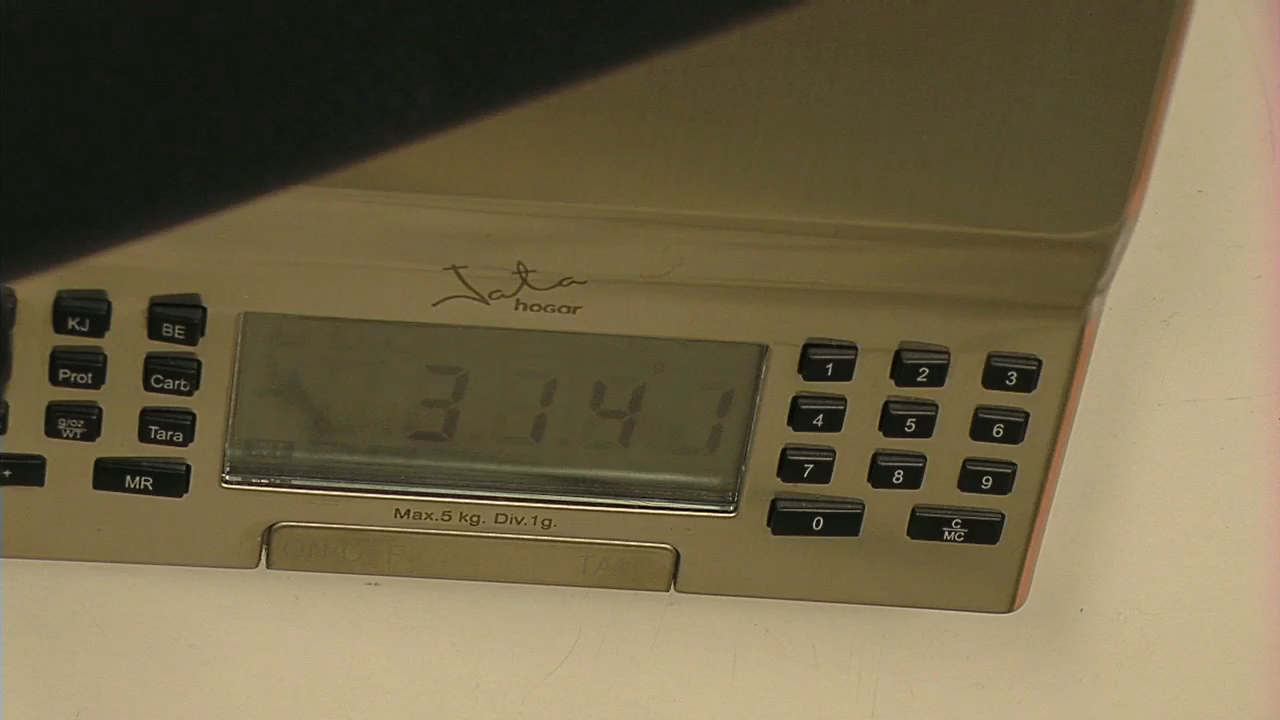 Jata
hogar
KJ BE
Prot Carb
g/oz
WT Tara
+ MR
3141
1 2 3
4 5 6
7 8 9
0 C
MC
Max.5 kg. Div.1g.